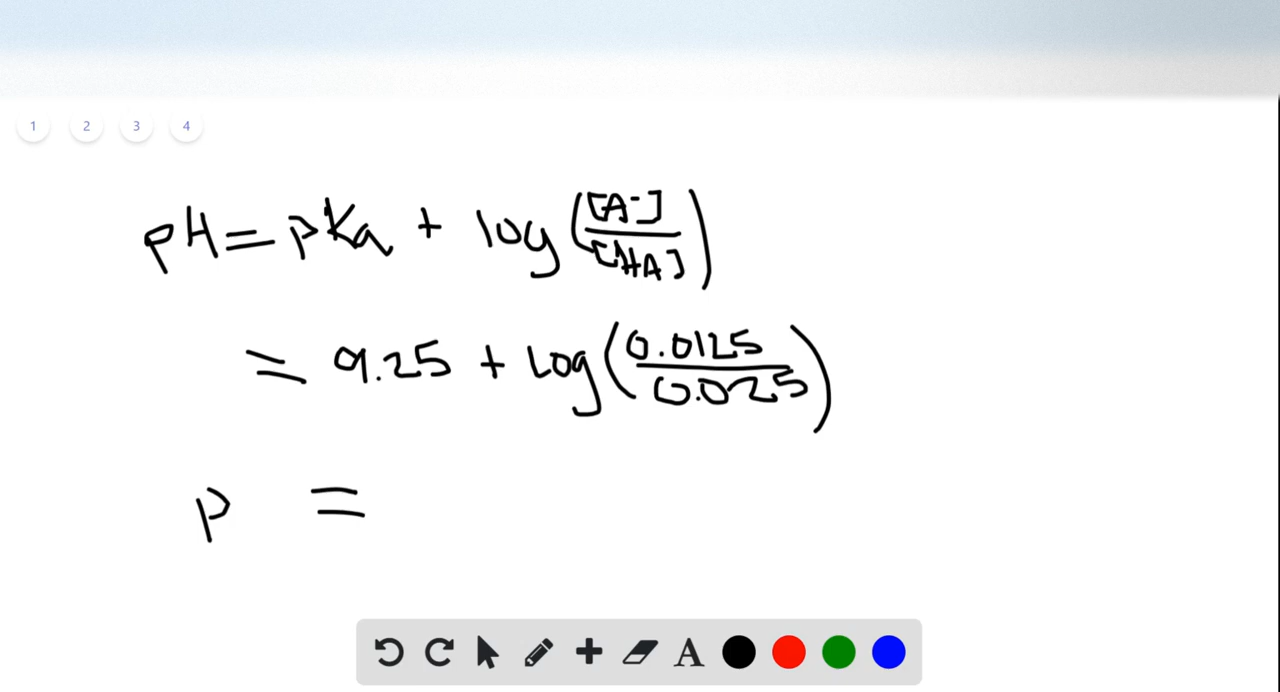 1 2 3 4
pH = pKa + log([A-]/[HA])
= 9.25 + log(0.0125/0.025)
p =
A